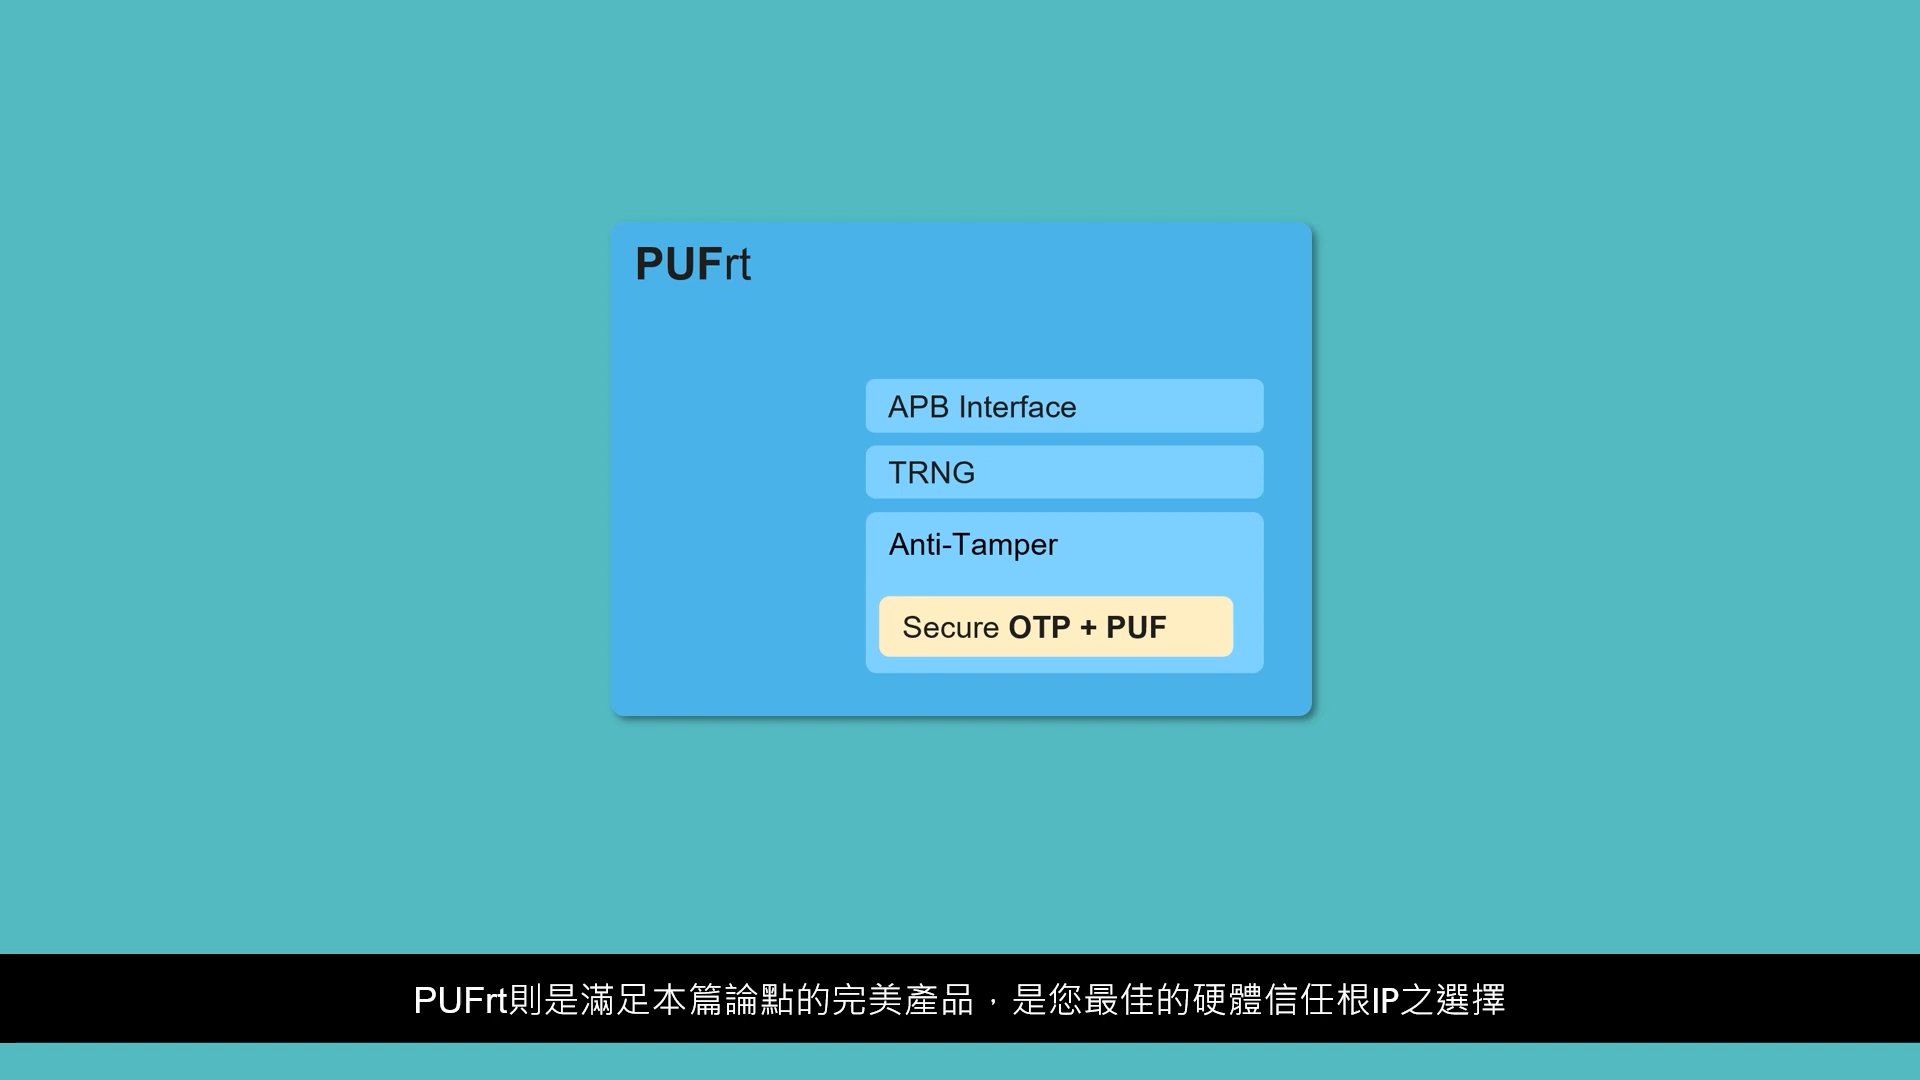 PUFrt
APB Interface
TRNG
Anti-Tamper
Secure OTP + PUF
PUFrt則是滿足本篇論點的完美產品，是您最佳的硬體信任根IP之選擇